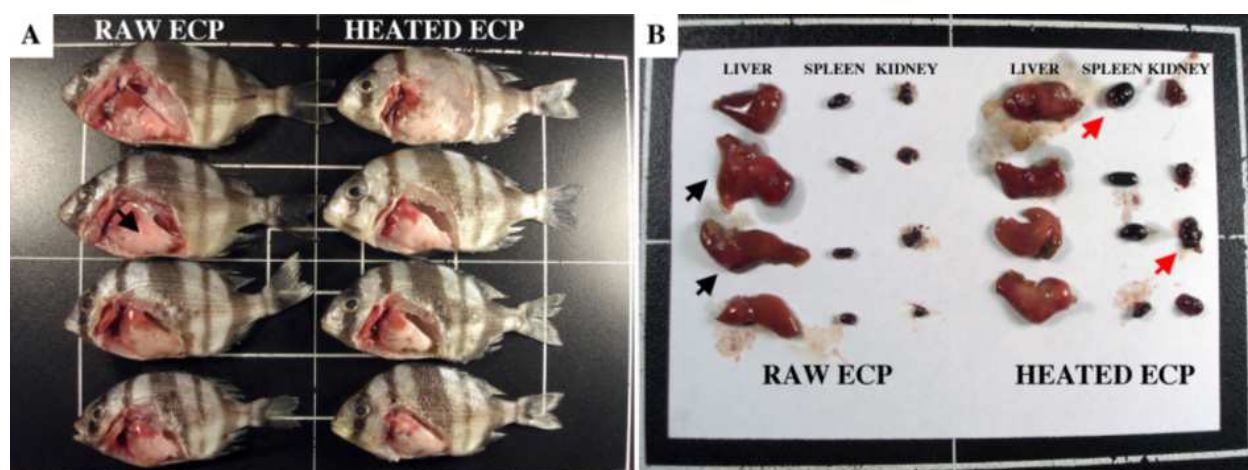 A
RAW ECP
HEATED ECP
B
LIVER SPLEEN KIDNEY
LIVER SPLEEN KIDNEY
RAW ECP
HEATED ECP